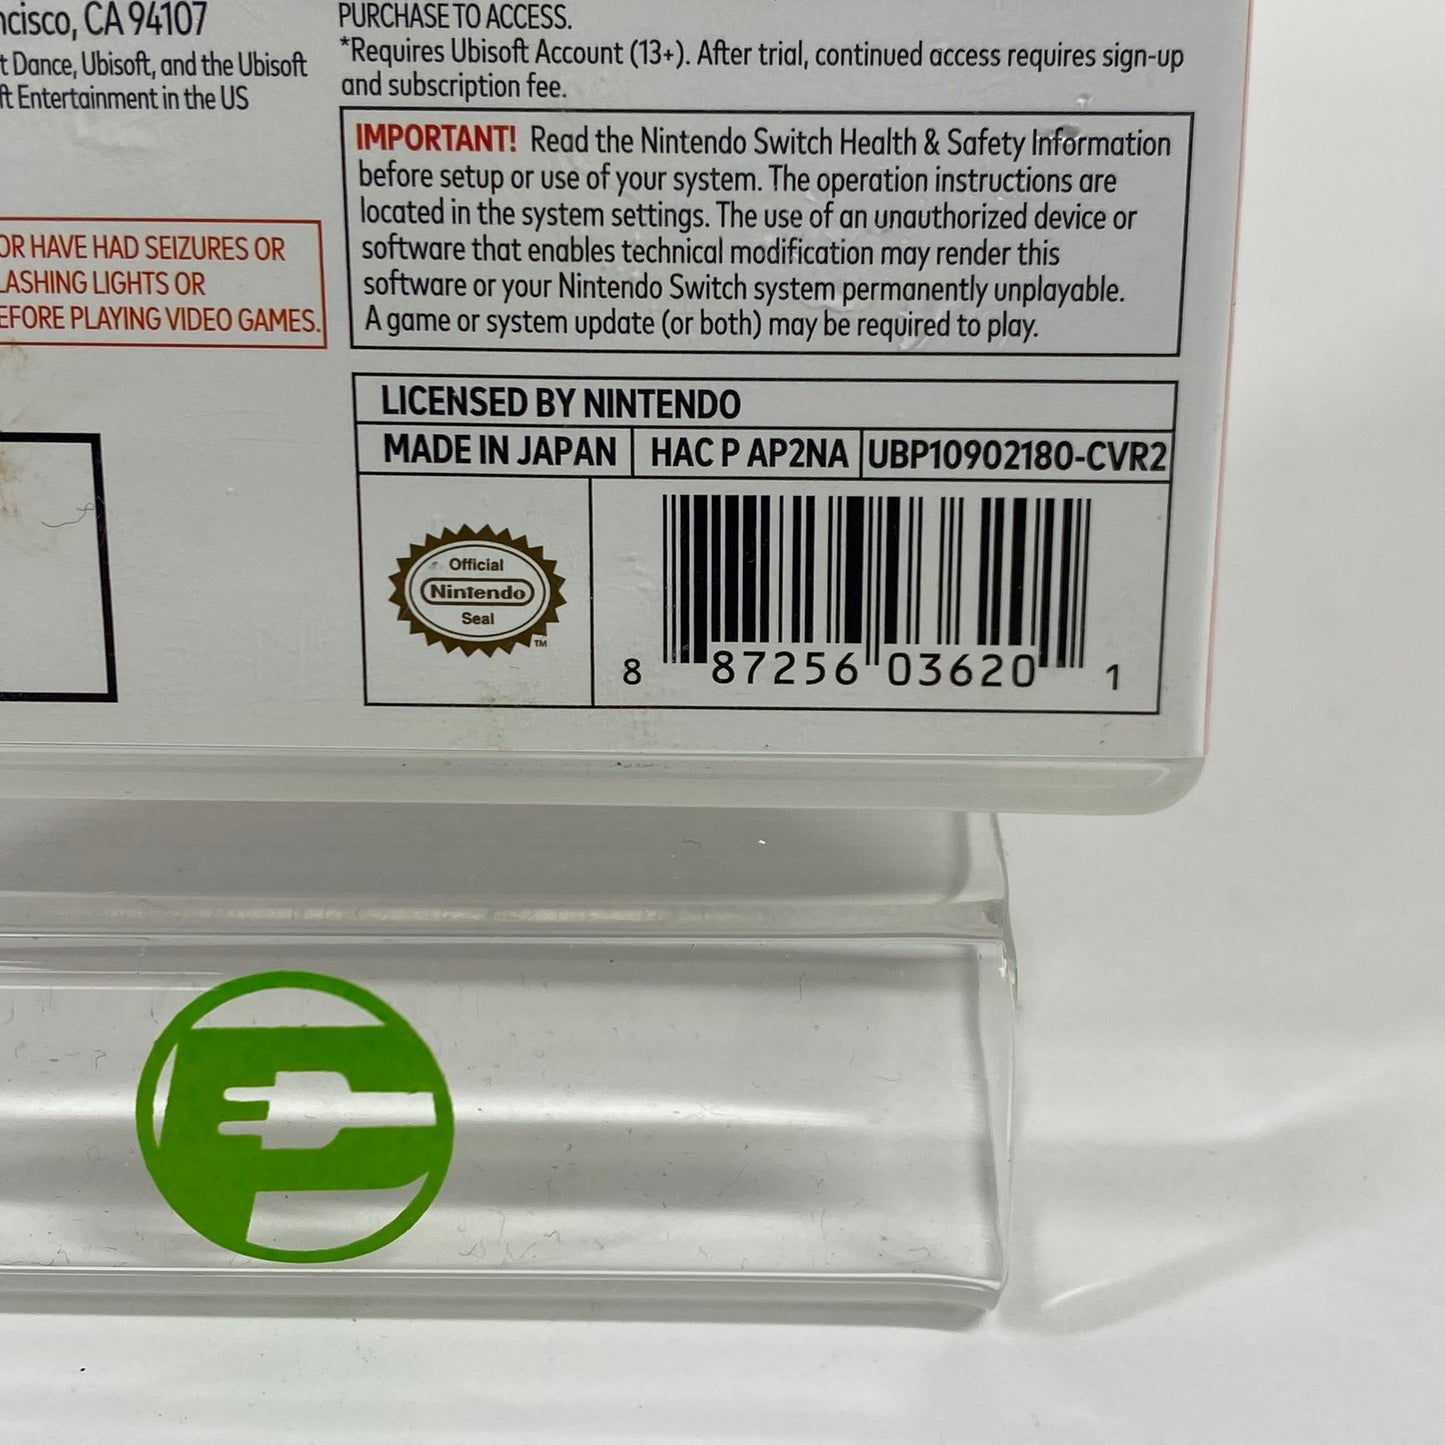 ncisco, CA 94107
t Dance, Ubisoft, and the Ubisoft
ft Entertainment in the US
PURCHASE TO ACCESS.
*Requires Ubisoft Account (13+). After trial, continued access requires sign-up
and subscription fee.
OR HAVE HAD SEIZURES OR
LASHING LIGHTS OR
EFORE PLAYING VIDEO GAMES.
IMPORTANT! Read the Nintendo Switch Health & Safety Information
before setup or use of your system. The operation instructions are
located in the system settings. The use of an unauthorized device or
software that enables technical modification may render this
software or your Nintendo Switch system permanently unplayable.
A game or system update (or both) may be required to play.
LICENSED BY NINTENDO
MADE IN JAPAN HAC P AP2NA UBP10902180-CVR2
Official
Nintendo
Seal
TM
8 87256 03620 1